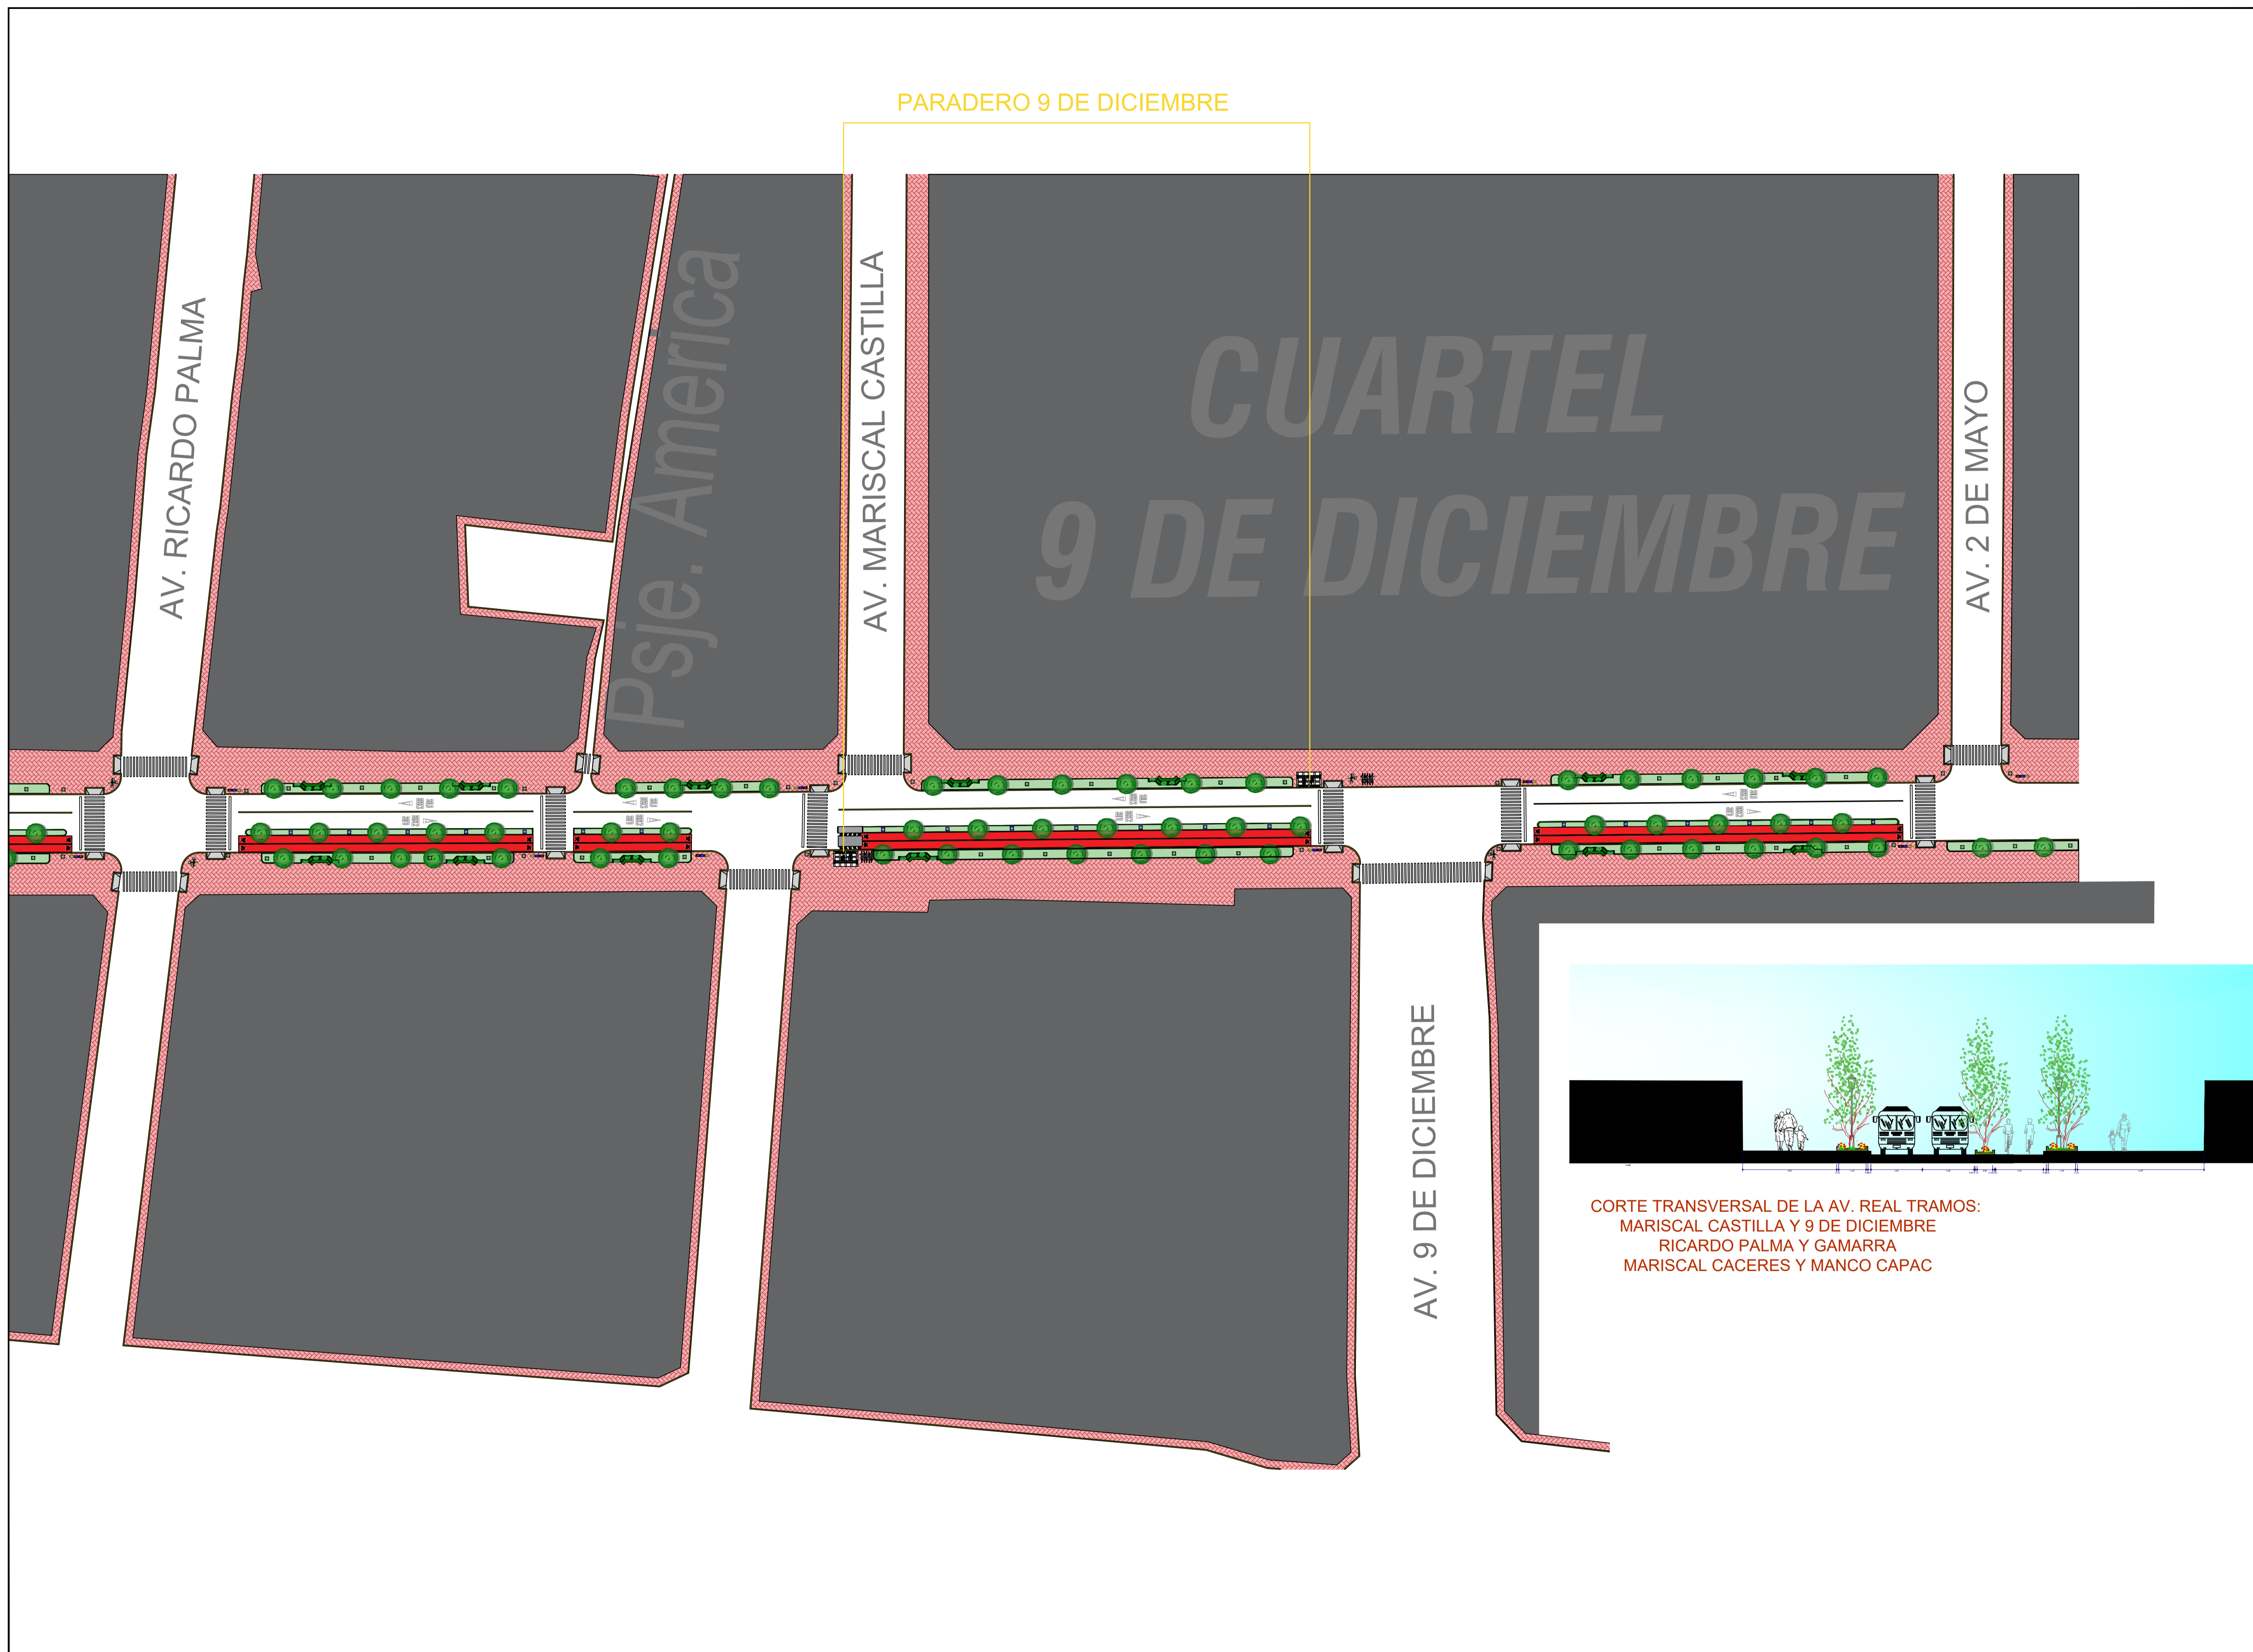 PARADERO 9 DE DICIEMBRE
AV. RICARDO PALMA
Psje. America
AV. MARISCAL CASTILLA
CUARTEL
9 DE DICIEMBRE
AV. 2 DE MAYO
AV. 9 DE DICIEMBRE
CORTE TRANSVERSAL DE LA AV. REAL TRAMOS:
MARISCAL CASTILLA Y 9 DE DICIEMBRE
RICARDO PALMA Y GAMARRA
MARISCAL CACERES Y MANCO CAPAC